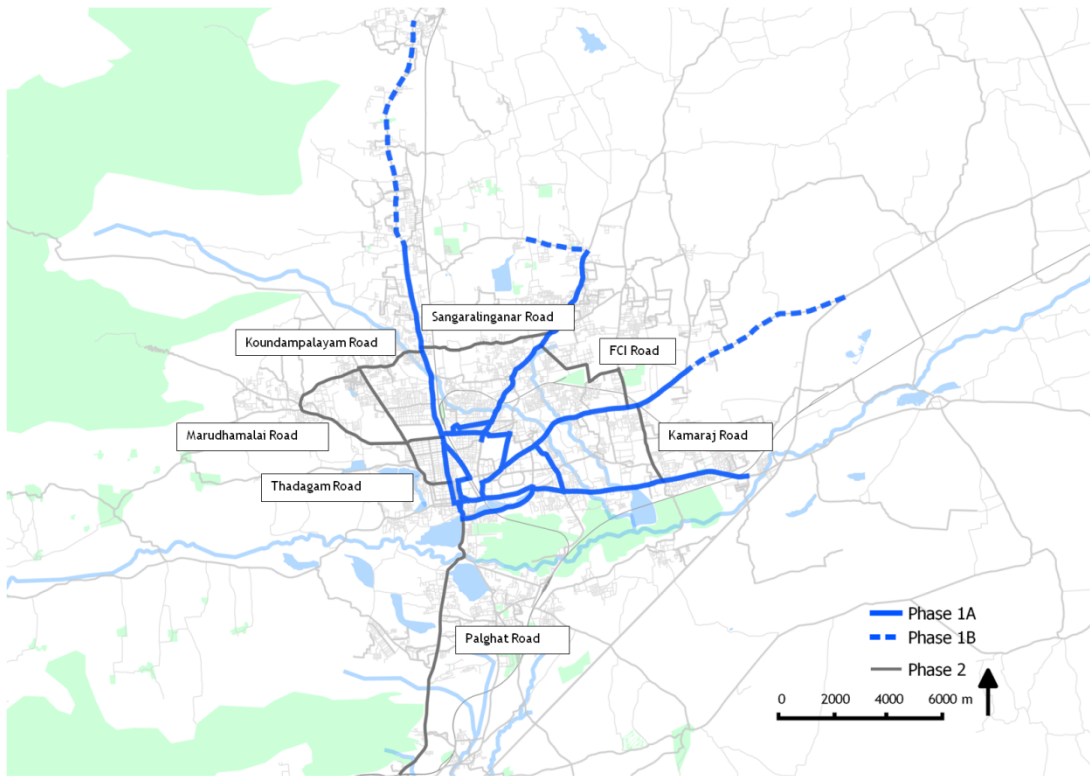 Sangaralinganar Road
Koundampalayam Road
FCI Road
Marudhamalai Road
Kamaraj Road
Thadagam Road
Palghat Road
Phase 1A
Phase 1B
Phase 2
0 2000 4000 6000 m